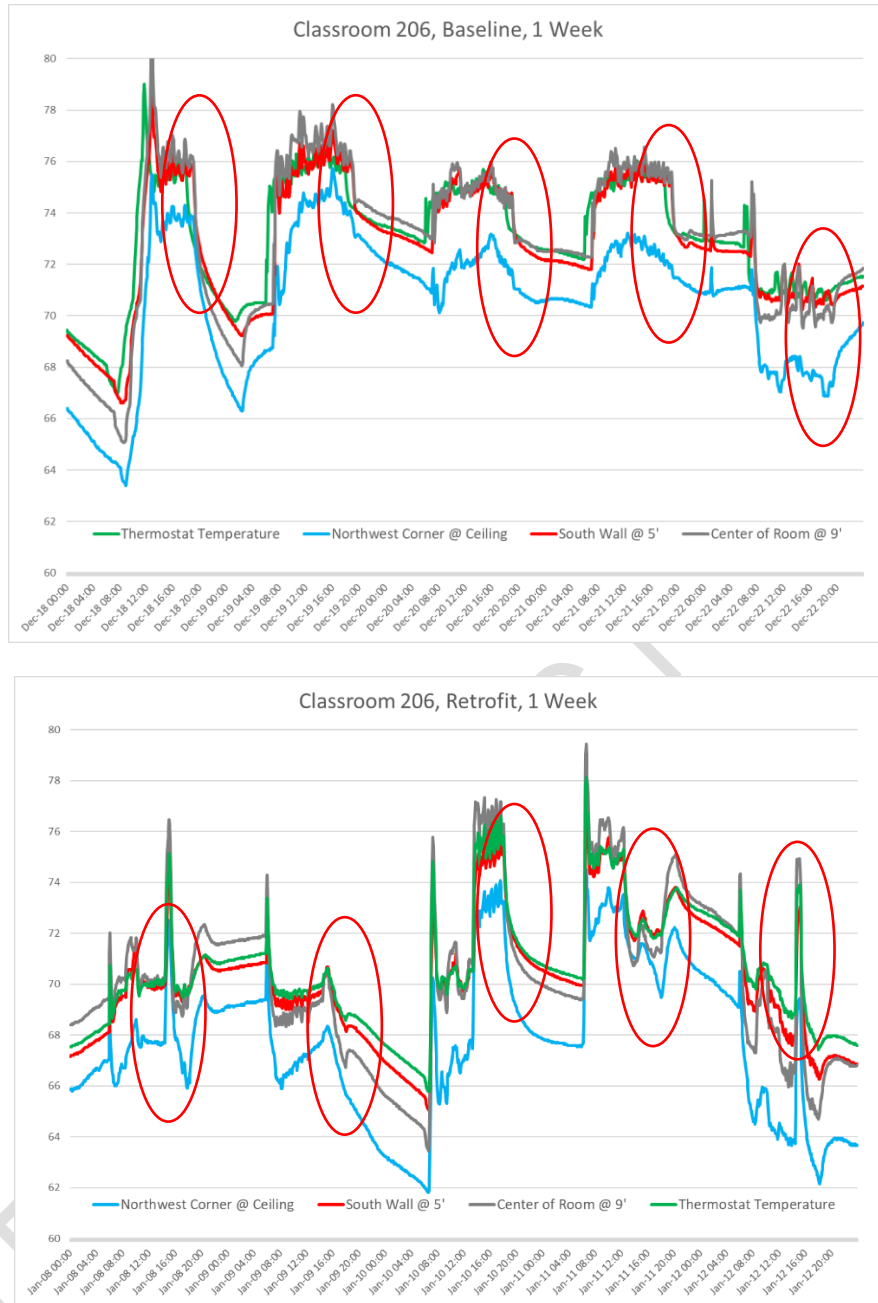 Classroom 206, Baseline, 1 Week
80
78
76
74
72
70
68
66
64
62
Thermostat Temperature Northwest Corner @ Ceiling South Wall @ 5' Center of Room @ 9'
60
Dec-18 00:00
Dec-18 04:00
Dec-18 08:00
Dec-18 12:00
Dec-18 16:00
Dec-18 20:00
Dec-19 00:00
Dec-19 04:00
Dec-19 08:00
Dec-19 12:00
Dec-19 16:00
Dec-19 20:00
Dec-20 00:00
Dec-20 04:00
Dec-20 08:00
Dec-20 12:00
Dec-20 16:00
Dec-20 20:00
Dec-21 00:00
Dec-21 04:00
Dec-21 08:00
Dec-21 12:00
Dec-21 16:00
Dec-21 20:00
Dec-22 00:00
Dec-22 04:00
Dec-22 08:00
Dec-22 12:00
Dec-22 16:00
Dec-22 20:00
Classroom 206, Retrofit, 1 Week
80
78
76
74
72
70
68
66
64
62
Northwest Corner @ Ceiling South Wall @ 5' Center of Room @ 9' Thermostat Temperature
60
Jan-08 00:00
Jan-08 04:00
Jan-08 08:00
Jan-08 12:00
Jan-08 16:00
Jan-08 20:00
Jan-09 00:00
Jan-09 04:00
Jan-09 08:00
Jan-09 12:00
Jan-09 16:00
Jan-09 20:00
Jan-10 00:00
Jan-10 04:00
Jan-10 08:00
Jan-10 12:00
Jan-10 16:00
Jan-10 20:00
Jan-11 00:00
Jan-11 04:00
Jan-11 08:00
Jan-11 12:00
Jan-11 16:00
Jan-11 20:00
Jan-12 00:00
Jan-12 04:00
Jan-12 08:00
Jan-12 12:00
Jan-12 16:00
Jan-12 20:00